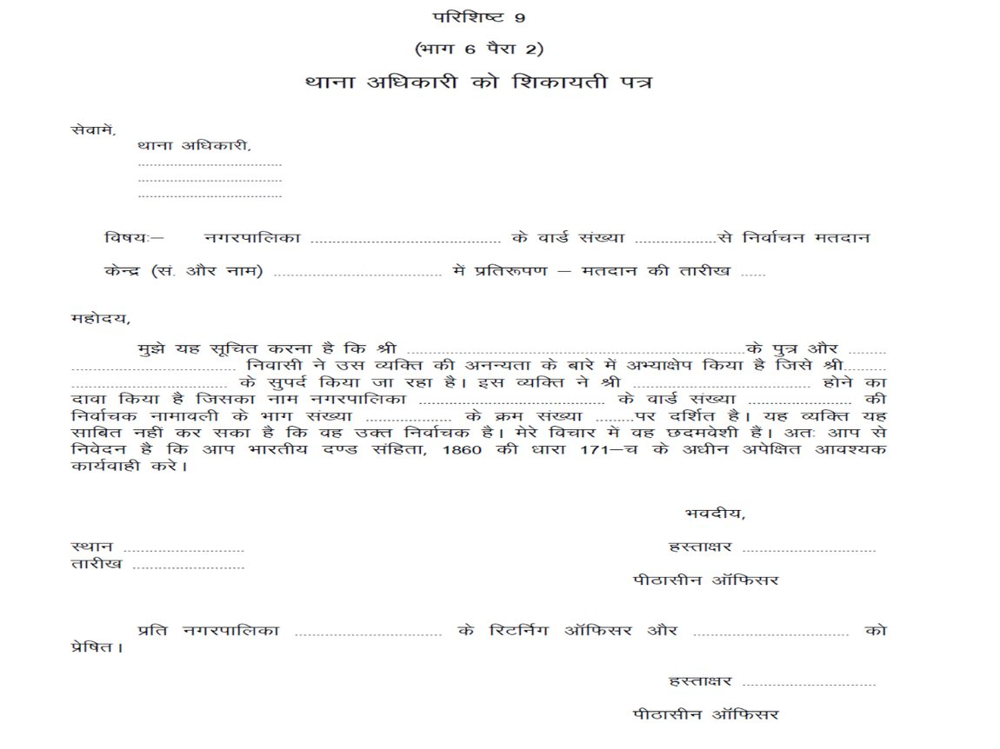 परिशिष्ट 9
(भाग 6 पैरा 2)
थाना अधिकारी को शिकायती पत्र
सेवामें,
थाना अधिकारी,
.................................
.................................
.................................
विषयः– नगरपालिका ....................................... के वार्ड संख्या .................से निर्वाचन मतदान
केन्द्र (सं. और नाम) ................................... में प्रतिरूपण – मतदान की तारीख .....
महोदय,
मुझे यह सूचित करना है कि श्री ......................................................................के पुत्र और ........
.................................. निवासी ने उस व्यक्ति की अनन्यता के बारे में अभ्याक्षेप किया है जिसे श्री.........
................................ के सुपर्द किया जा रहा है। इस व्यक्ति ने श्री .................................... होने का
दावा किया है जिसका नाम नगरपालिका ...................................... के वार्ड संख्या ..................... की
निर्वाचक नामावली के भाग संख्या .................. के क्रम संख्या ........पर दर्शित है। यह व्यक्ति यह
साबित नहीं कर सका है कि वह उक्त निर्वाचक है। मेरे विचार में वह छदमवेशी हैं। अतः आप से
निवेदन है कि आप भारतीय दण्ड संहिता, 1860 की धारा 171–च के अधीन अपेक्षित आवश्यक
कार्यवाही करे।
भवदीय,
स्थान ......................... हस्ताक्षर ...........................
तारीख .......................
पीठासीन ऑफिसर
प्रति नगरपालिका .............................. के रिटर्निग ऑफिसर और ................................ को
प्रेषित।
हस्ताक्षर ...........................
पीठासीन ऑफिसर